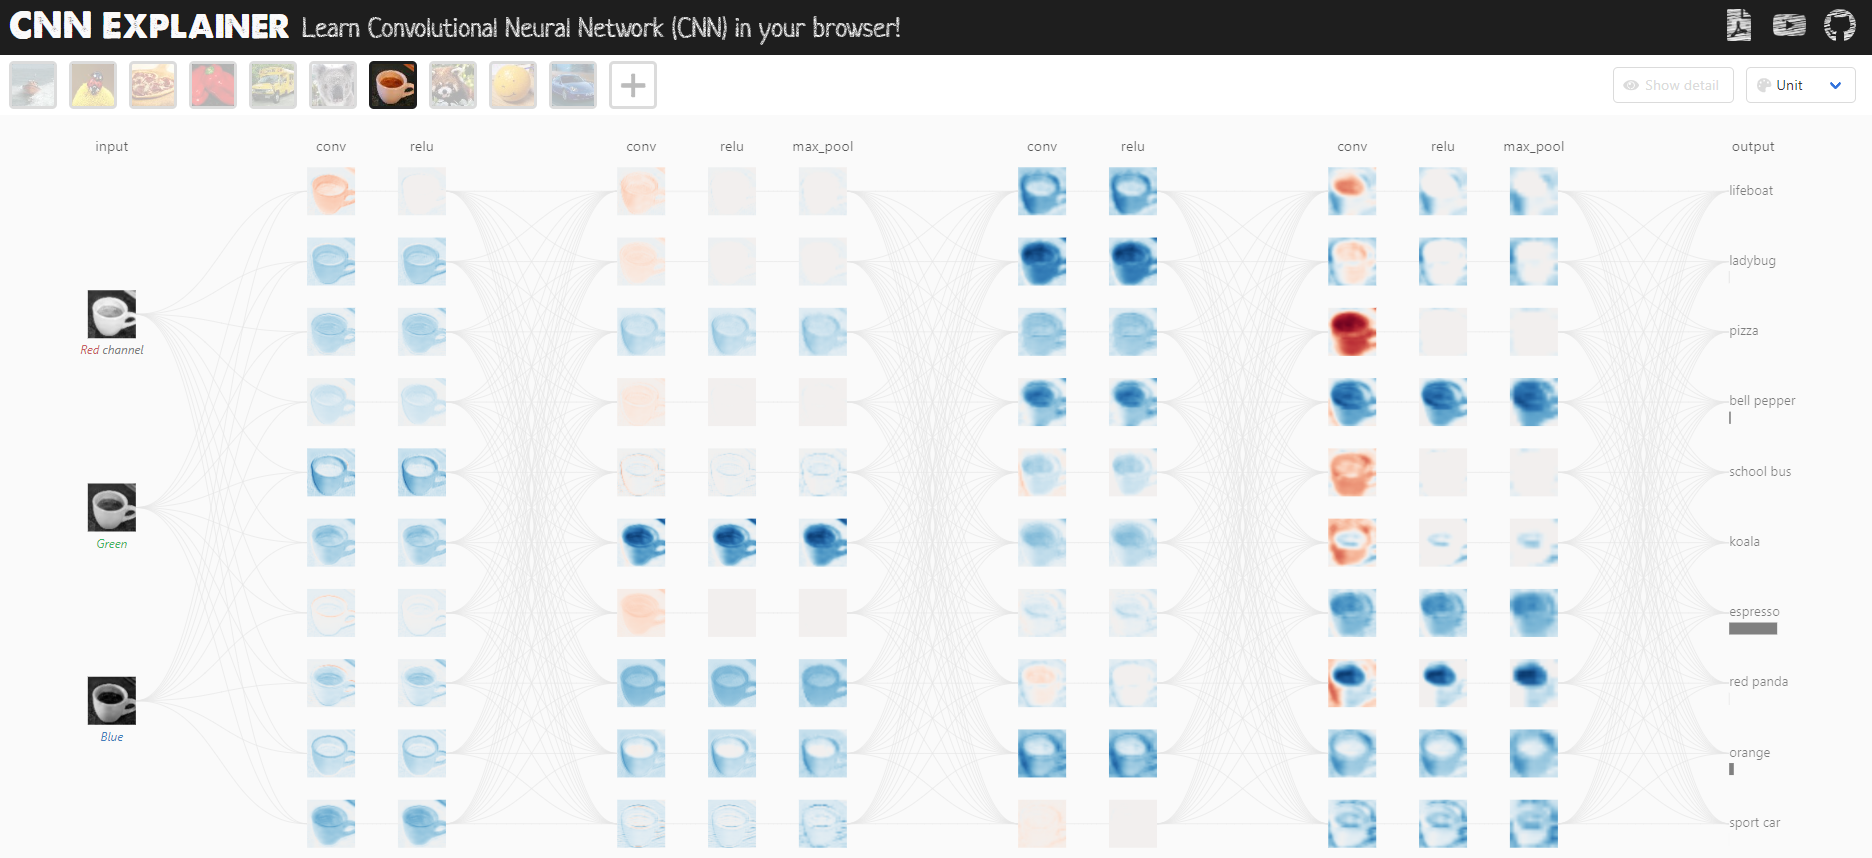 CNN EXPLAINER Learn Convolutional Neural Network (CNN) in your browser!
Show detail Unit
input conv relu conv relu max_pool conv relu conv relu max_pool output
lifeboat
ladybug
pizza
Red channel
bell pepper
school bus
Green
koala
espresso
red panda
Blue
orange
sport car